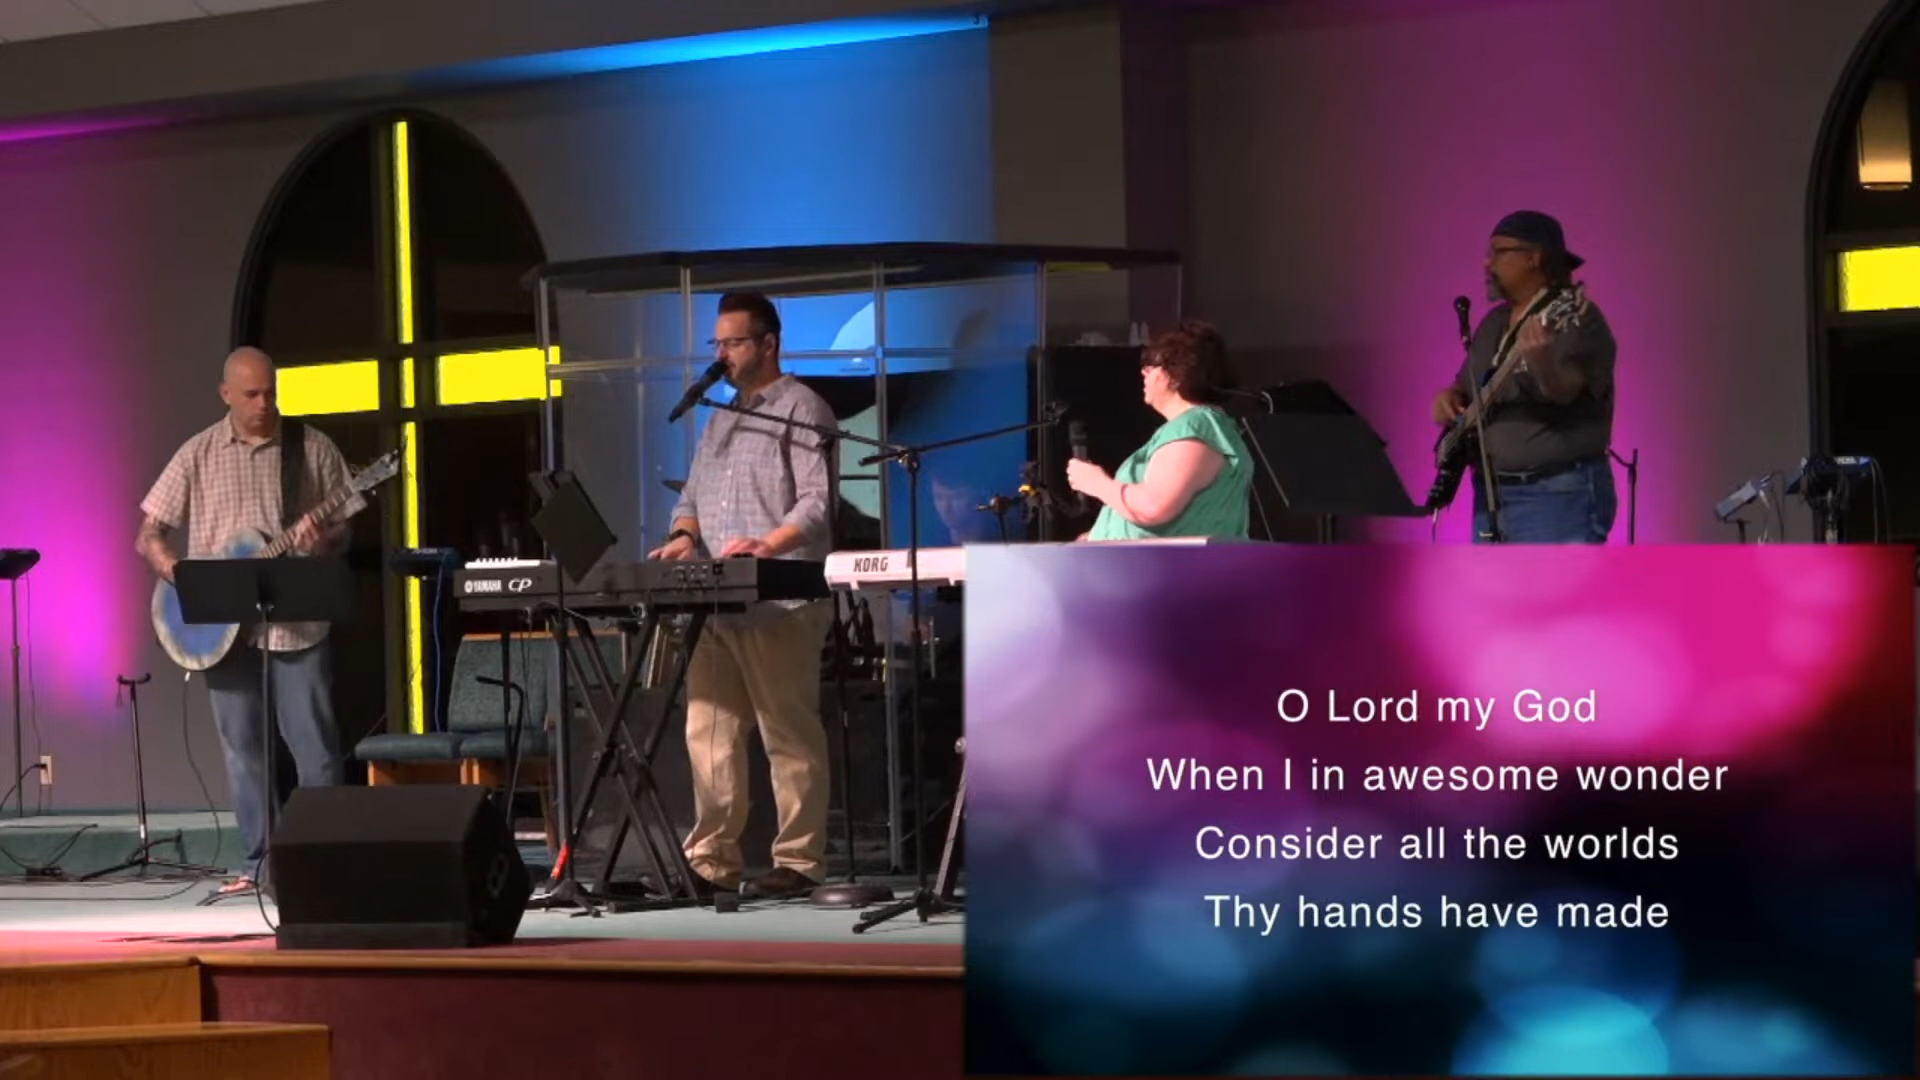 YAMAHA CP
KORG
O Lord my God
When I in awesome wonder
Consider all the worlds
Thy hands have made